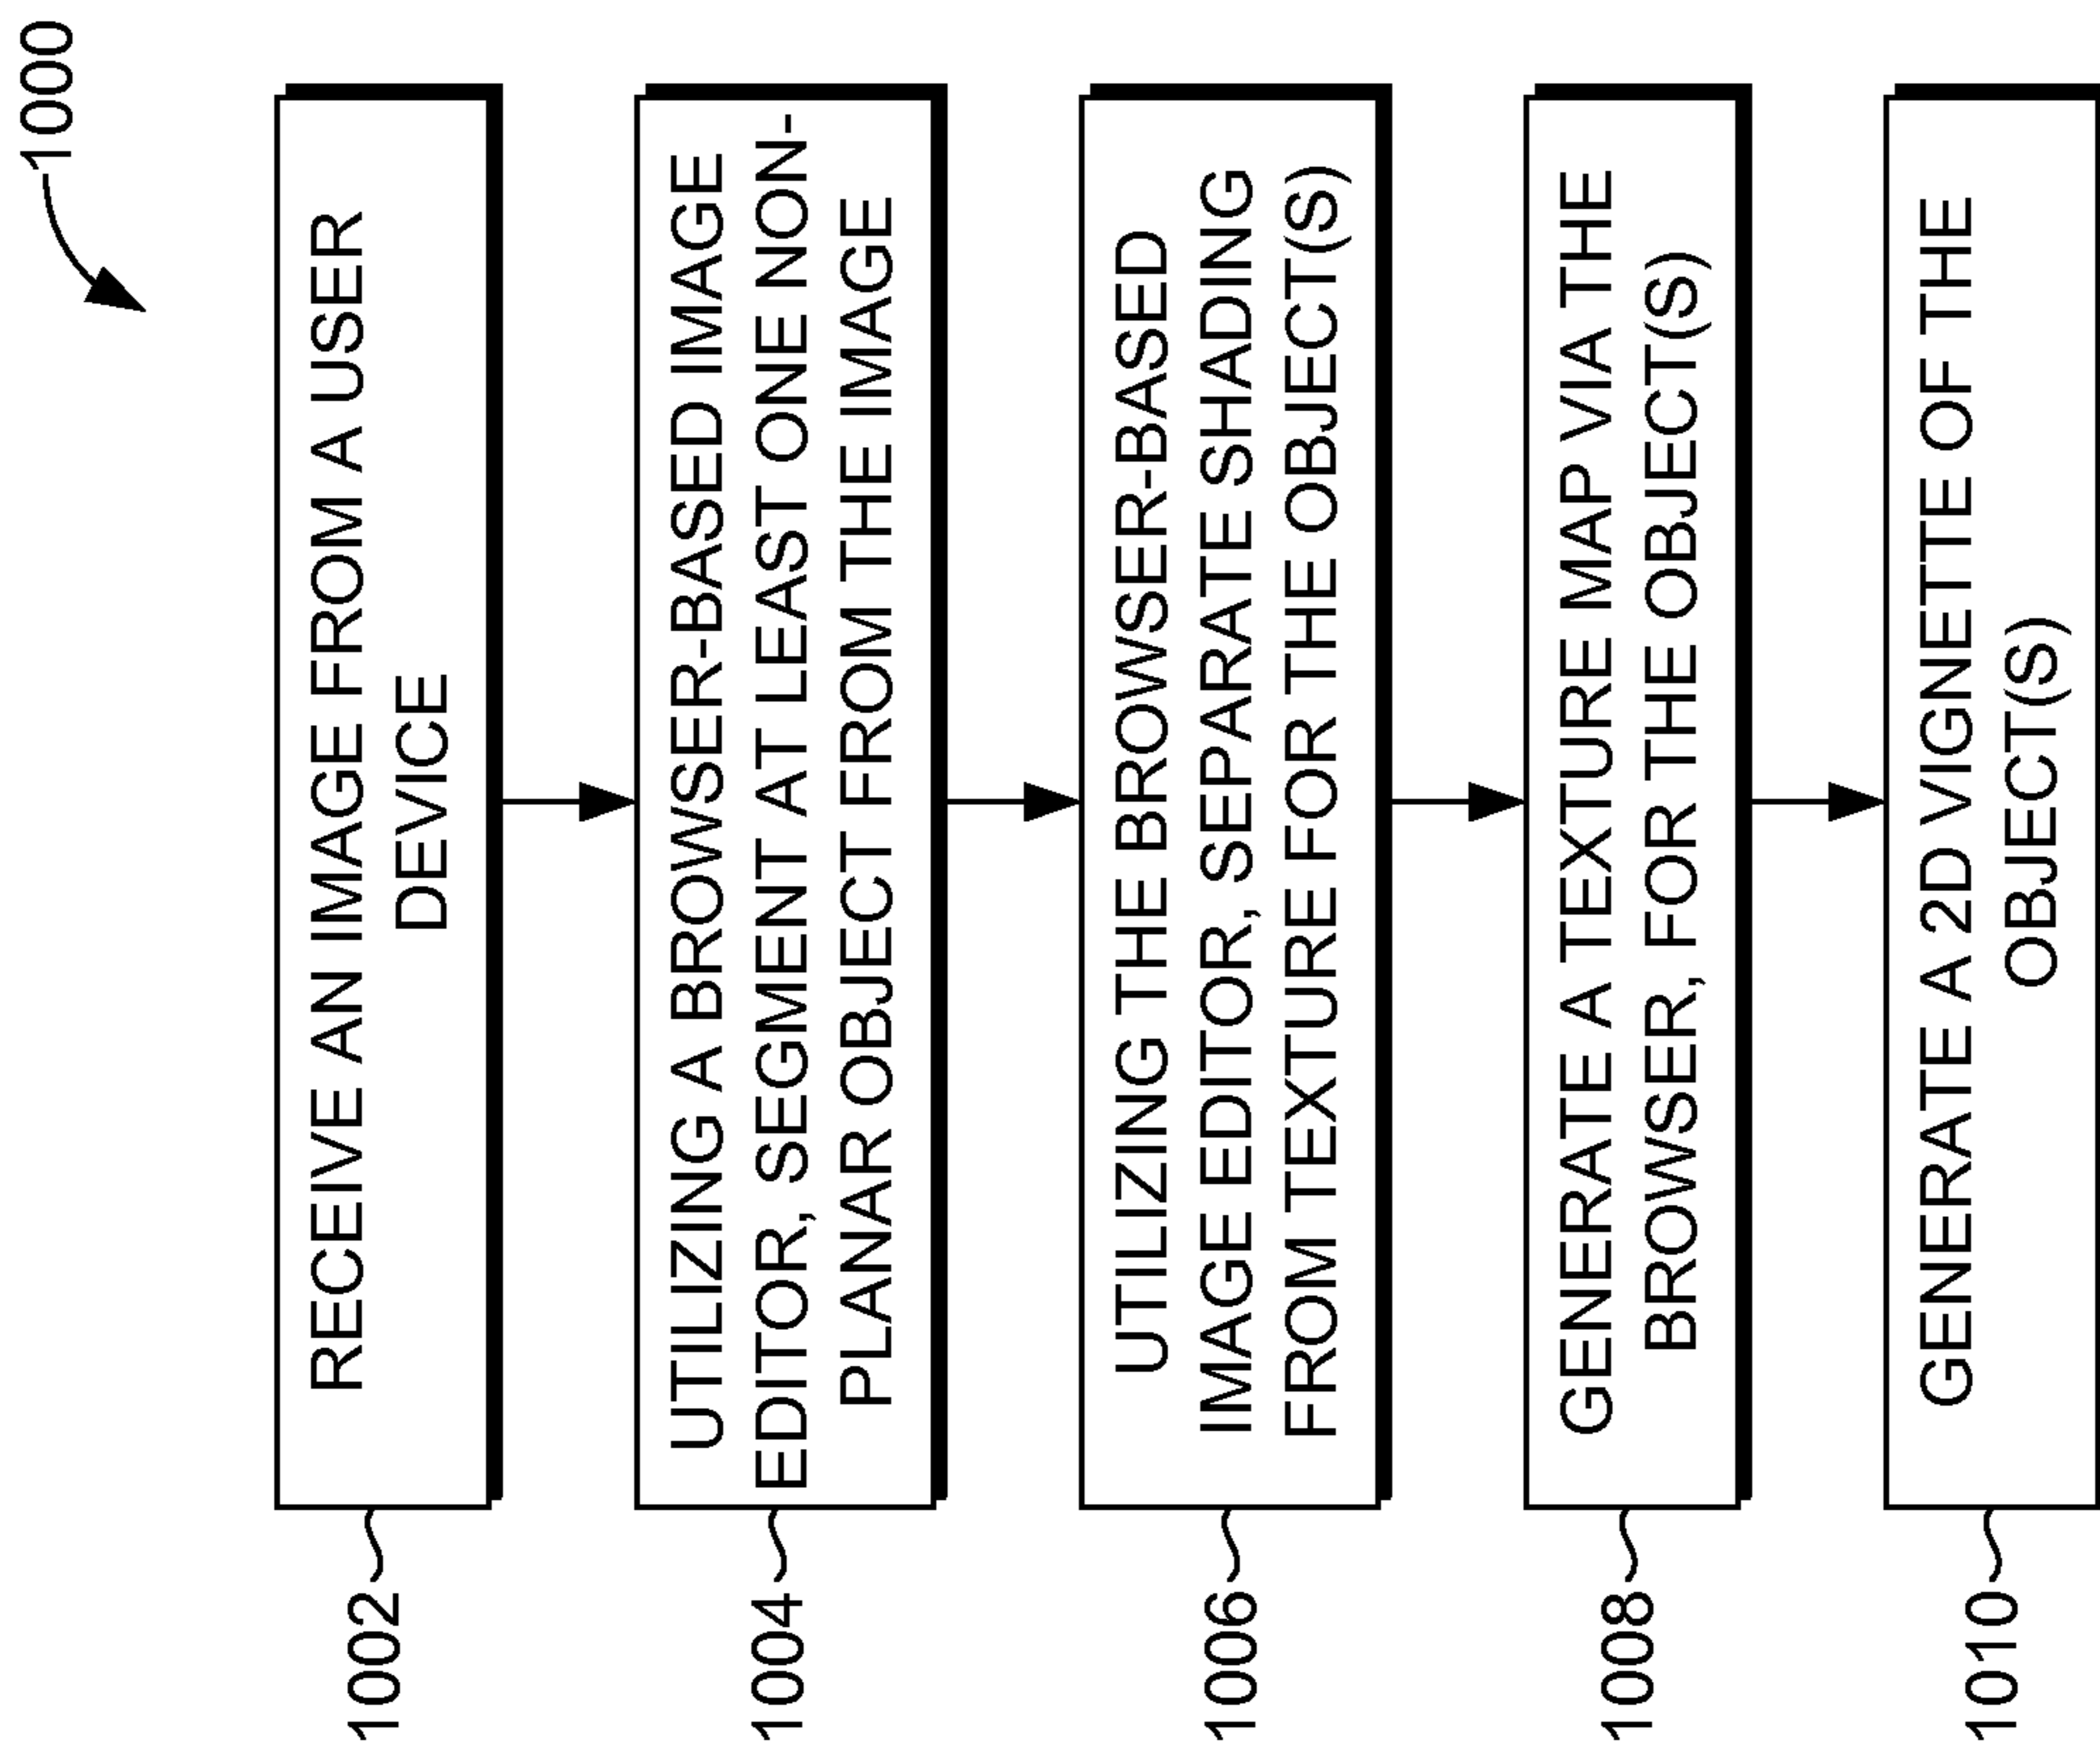 1000
1002
RECEIVE AN IMAGE FROM A USER
DEVICE
1004
UTILIZING A BROWSER-BASED IMAGE
EDITOR, SEGMENT AT LEAST ONE NON-
PLANAR OBJECT FROM THE IMAGE
1006
UTILIZING THE BROWSER-BASED
IMAGE EDITOR, SEPARATE SHADING
FROM TEXTURE FOR THE OBJECT(S)
1008
GENERATE A TEXTURE MAP VIA THE
BROWSER, FOR THE OBJECT(S)
1010
GENERATE A 2D VIGNETTE OF THE
OBJECT(S)